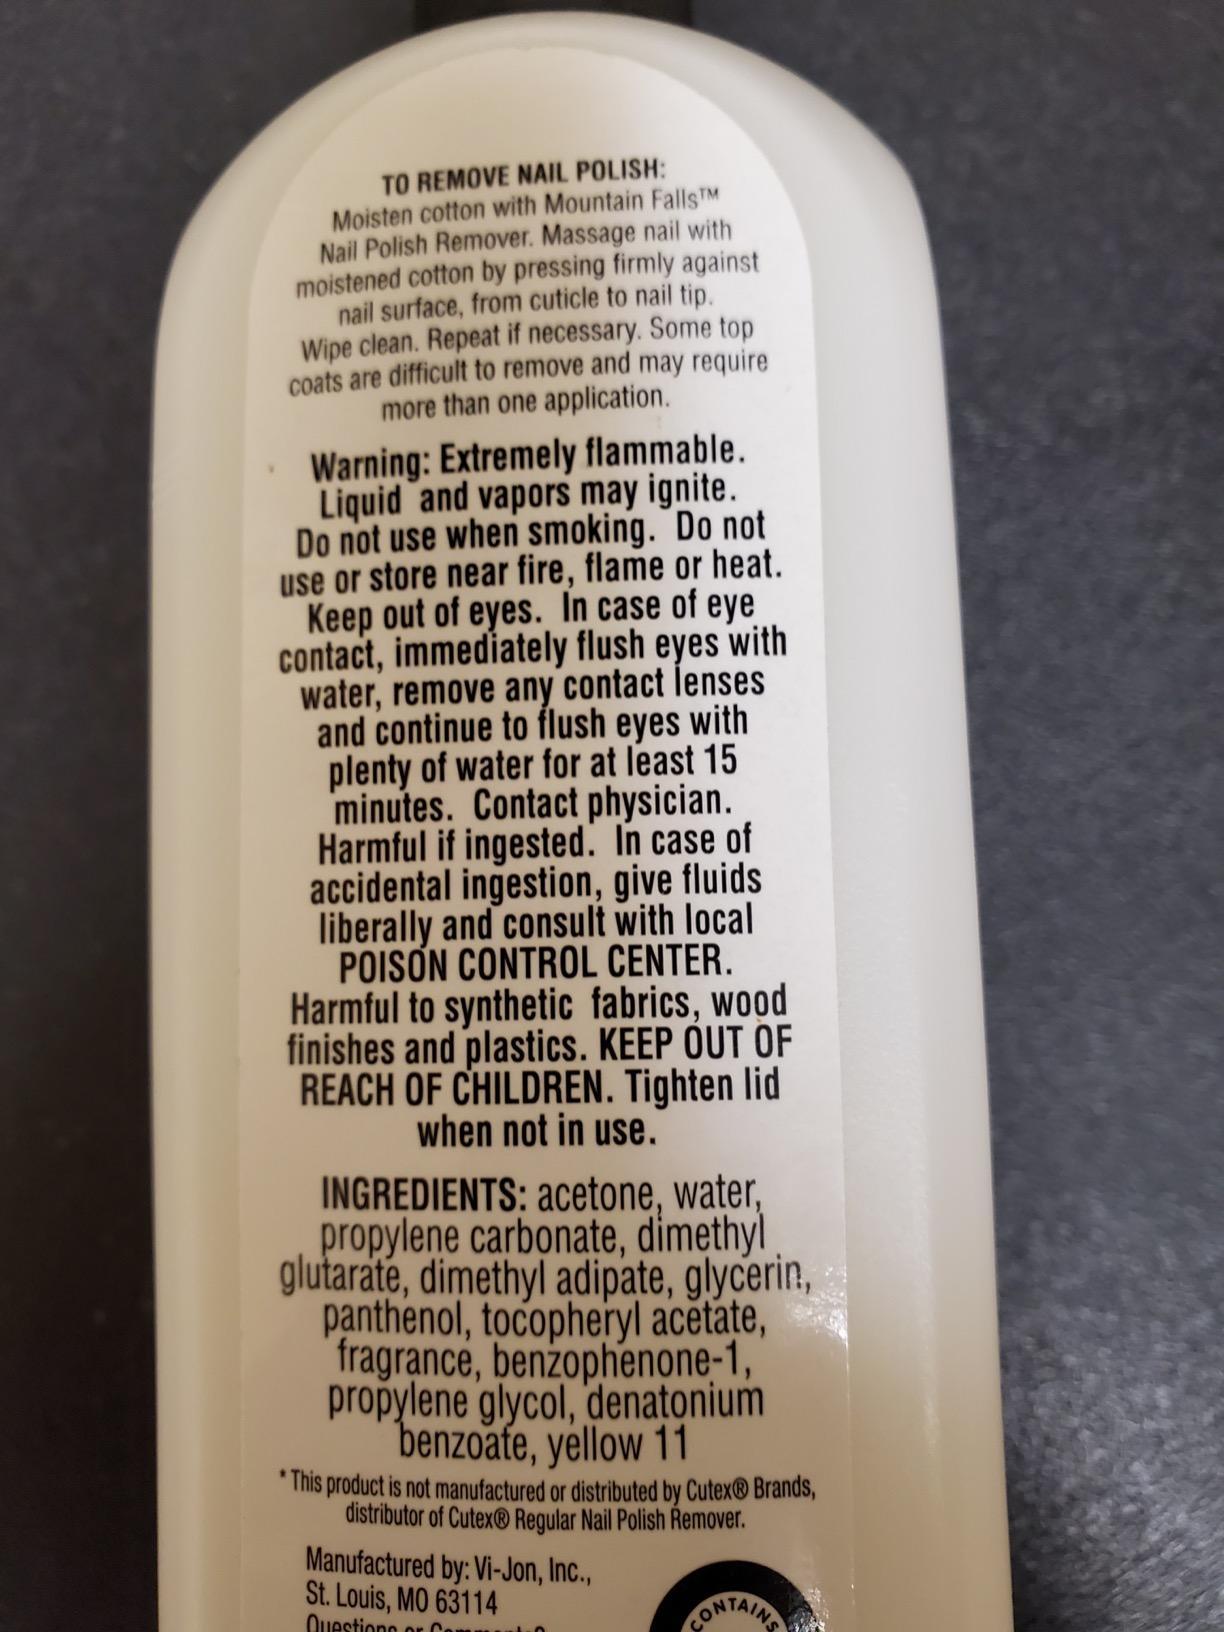 TO REMOVE NAIL POLISH:
Moisten cotton with Mountain Falls™
Nail Polish Remover. Massage nail with
moistened cotton by pressing firmly against
nail surface, from cuticle to nail tip.
Wipe clean. Repeat if necessary. Some top
coats are difficult to remove and may require
more than one application.
Warning: Extremely flammable.
Liquid and vapors may ignite.
Do not use when smoking. Do not
use or store near fire, flame or heat.
Keep out of eyes. In case of eye
contact, immediately flush eyes with
water, remove any contact lenses
and continue to flush eyes with
plenty of water for at least 15
minutes. Contact physician.
Harmful if ingested. In case of
accidental ingestion, give fluids
liberally and consult with local
POISON CONTROL CENTER.
Harmful to synthetic fabrics, wood
finishes and plastics. KEEP OUT OF
REACH OF CHILDREN. Tighten lid
when not in use.
INGREDIENTS: acetone, water,
propylene carbonate, dimethyl
glutarate, dimethyl adipate, glycerin,
panthenol, tocopheryl acetate,
fragrance, benzophenone-1,
propylene glycol, denatonium
benzoate, yellow 11
* This product is not manufactured or distributed by Cutex® Brands,
distributor of Cutex® Regular Nail Polish Remover.
Manufactured by: Vi-Jon, Inc.,
St. Louis, MO 63114
Questions or Comments?
CONTAINS